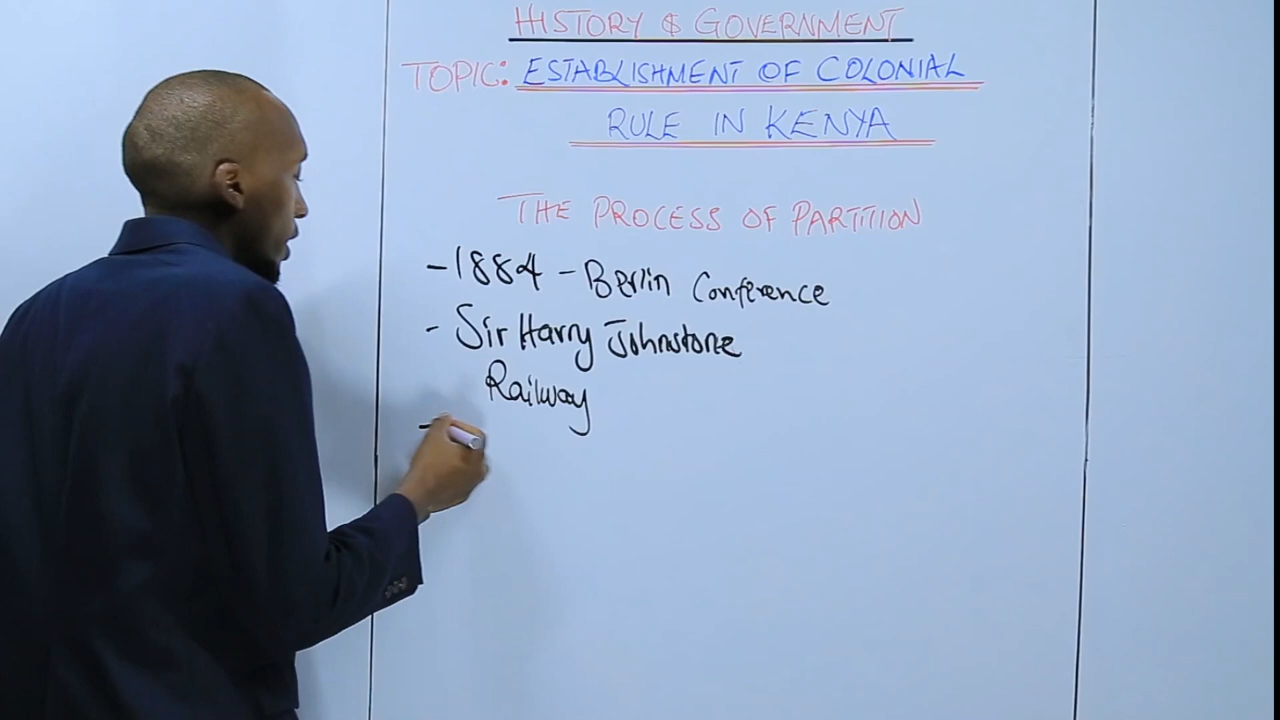 HISTORY & GOVERNMENT
TOPIC: ESTABLISHMENT OF COLONIAL
RULE IN KENYA
THE PROCESS OF PARTITION
- 1884 - Berlin Conference
- Sir Harry Johnstone
Railway
-